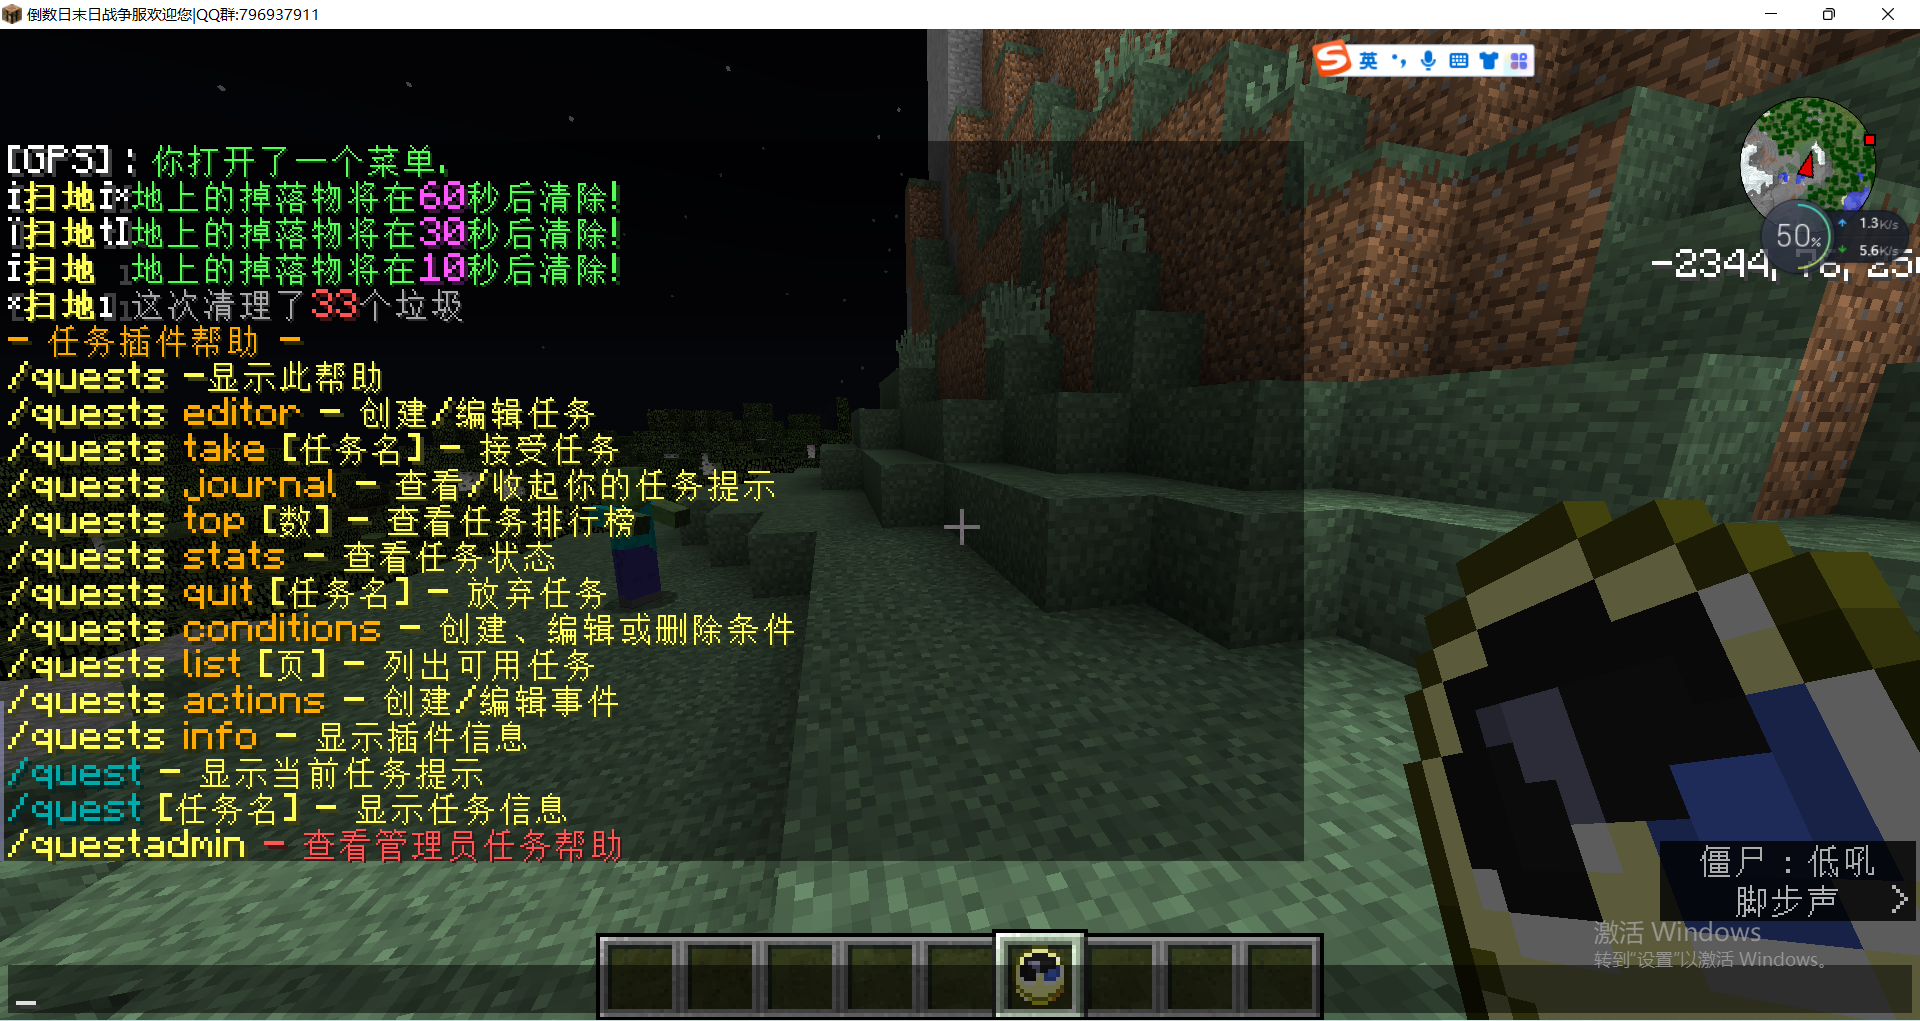 倒数日末日战争服欢迎您|QQ群:796937911
英
[GPS]：你打开了一个菜单.
扫地 地上的掉落物将在60秒后清除!
扫地 地上的掉落物将在30秒后清除!
扫地 地上的掉落物将在10秒后清除!
扫地 这次清理了33个垃圾
- 任务插件帮助 -
/quests -显示此帮助
/quests editor - 创建/编辑任务
/quests take [任务名] - 接受任务
/quests journal - 查看/收起你的任务提示
/quests top [数] - 查看任务排行榜
/quests stats - 查看任务状态
/quests quit [任务名] - 放弃任务
/quests conditions - 创建、编辑或删除条件
/quests list [页] - 列出可用任务
/quests actions - 创建/编辑事件
/quests info - 显示插件信息
/quest - 显示当前任务提示
/quest [任务名] - 显示任务信息
/questadmin - 查看管理员任务帮助
50%
1.3K/s
5.6K/s
-2344,
僵尸：低吼
脚步声 >
激活 Windows
转到"设置"以激活 Windows。